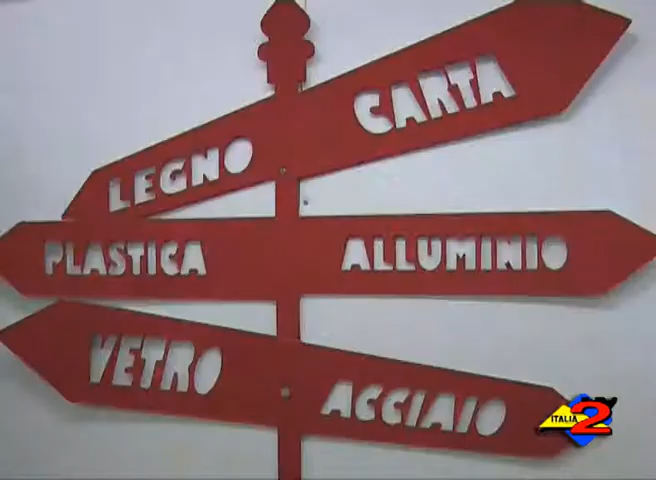 LEGNO CARTA
PLASTICA ALLUMINIO
VETRO ACCIAIO
ITALIA 2